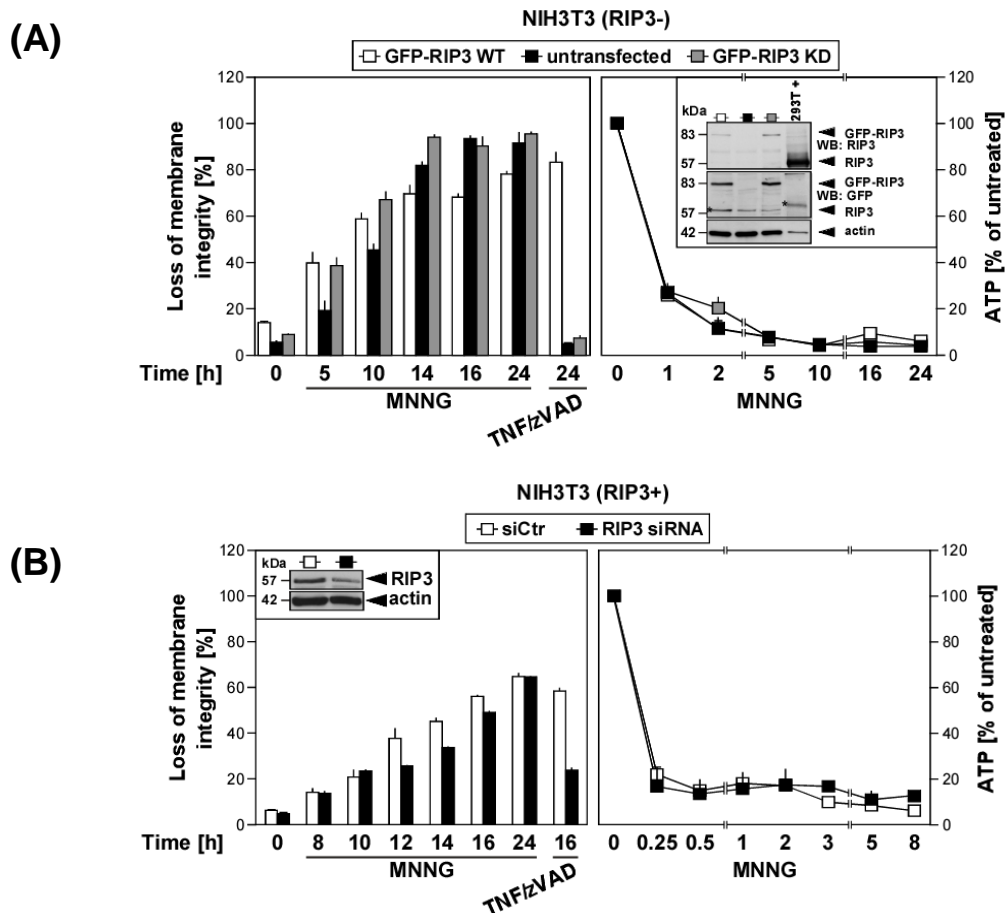 (A)
NIH3T3 (RIP3-)
GFP-RIP3 WT untransfected GFP-RIP3 KD
Loss of membrane
integrity [%]
120
100
80
60
40
20
0
Time [h] 0 5 10 14 16 24 24
MNNG
TNF/zVAD
kDa
293T +
83
GFP-RIP3
WB: RIP3
57
RIP3
83
GFP-RIP3
WB: GFP
*
*
57
RIP3
42
actin
0 1 2 5 10 16 24
MNNG
120
100
80
60
40
20
0
ATP [% of untreated]
(B)
NIH3T3 (RIP3+)
siCtr RIP3 siRNA
Loss of membrane
integrity [%]
120
100
80
60
40
20
0
kDa
57
RIP3
42
actin
Time [h] 0 8 10 12 14 16 24 16
MNNG
TNF/zVAD
0 0.25 0.5 1 2 3 5 8
MNNG
120
100
80
60
40
20
0
ATP [% of untreated]